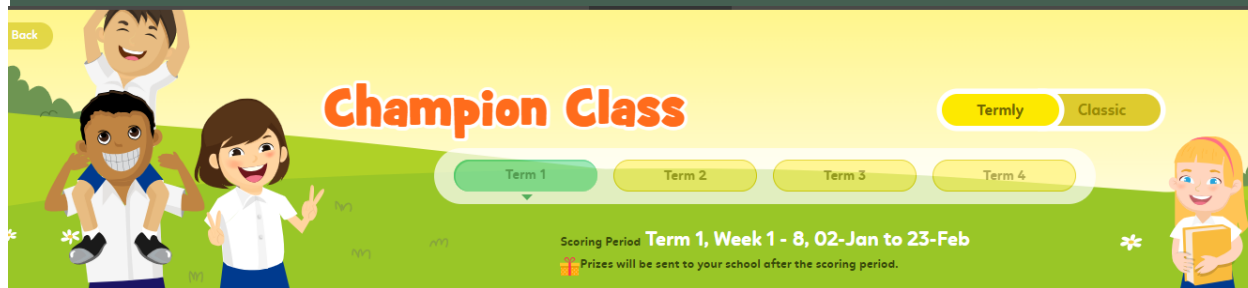 Back
Champion Class
Termly Classic
Term 1 Term 2 Term 3 Term 4
Scoring Period Term 1, Week 1 - 8, 02-Jan to 23-Feb
Prizes will be sent to your school after the scoring period.